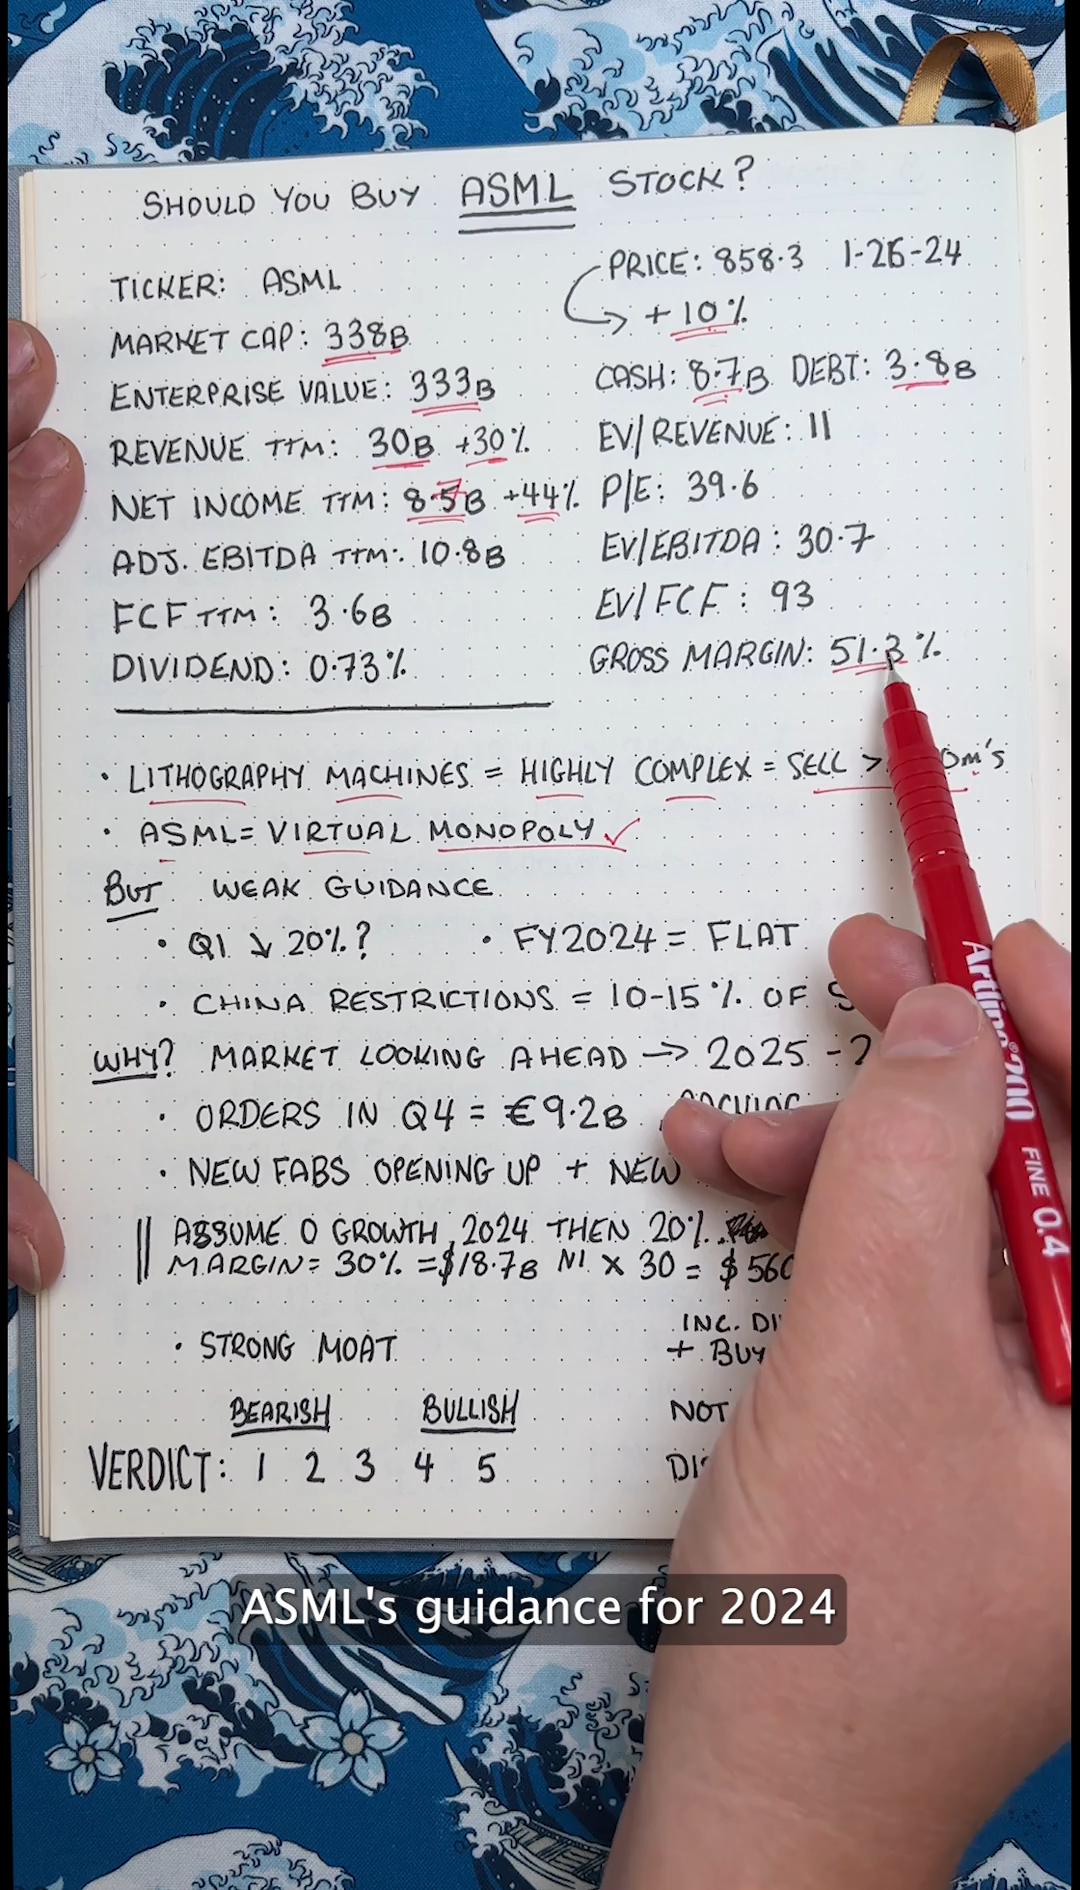 SHOULD YOU BUY ASML STOCK?
TICKER: ASML
PRICE: 858.3 1-26-24
+10%
MARKET CAP: 338B
ENTERPRISE VALUE: 333B
CASH: 8.7B DEBT: 3.8B
REVENUE TTM: 30B +30%
EV/REVENUE: 11
NET INCOME TTM: 8.5B +44%
P/E: 39.6
ADJ. EBITDA TTM: 10.8B
EV/EBITDA: 30.7
FCF TTM: 3.6B
EV/FCF: 93
DIVIDEND: 0.73%
GROSS MARGIN: 51.3%
• LITHOGRAPHY MACHINES = HIGHLY COMPLEX = SELL >
• ASML = VIRTUAL MONOPOLY ✓
BUT WEAK GUIDANCE
• Q1 ↘ 20%? • FY2024 = FLAT
• CHINA RESTRICTIONS = 10-15% OF
WHY? MARKET LOOKING AHEAD → 2025 -
• ORDERS IN Q4 = €9.2B
• NEW FABS OPENING UP + NEW
ASSUME 0 GROWTH 2024 THEN 20%
MARGIN = 30% = $18.7B NI X 30 = $560
INC.
• STRONG MOAT
+ BUY
BEARISH BULLISH
NOT
VERDICT: 1 2 3 4 5
ASML's guidance for 2024
Artline 200 FINE 0.4